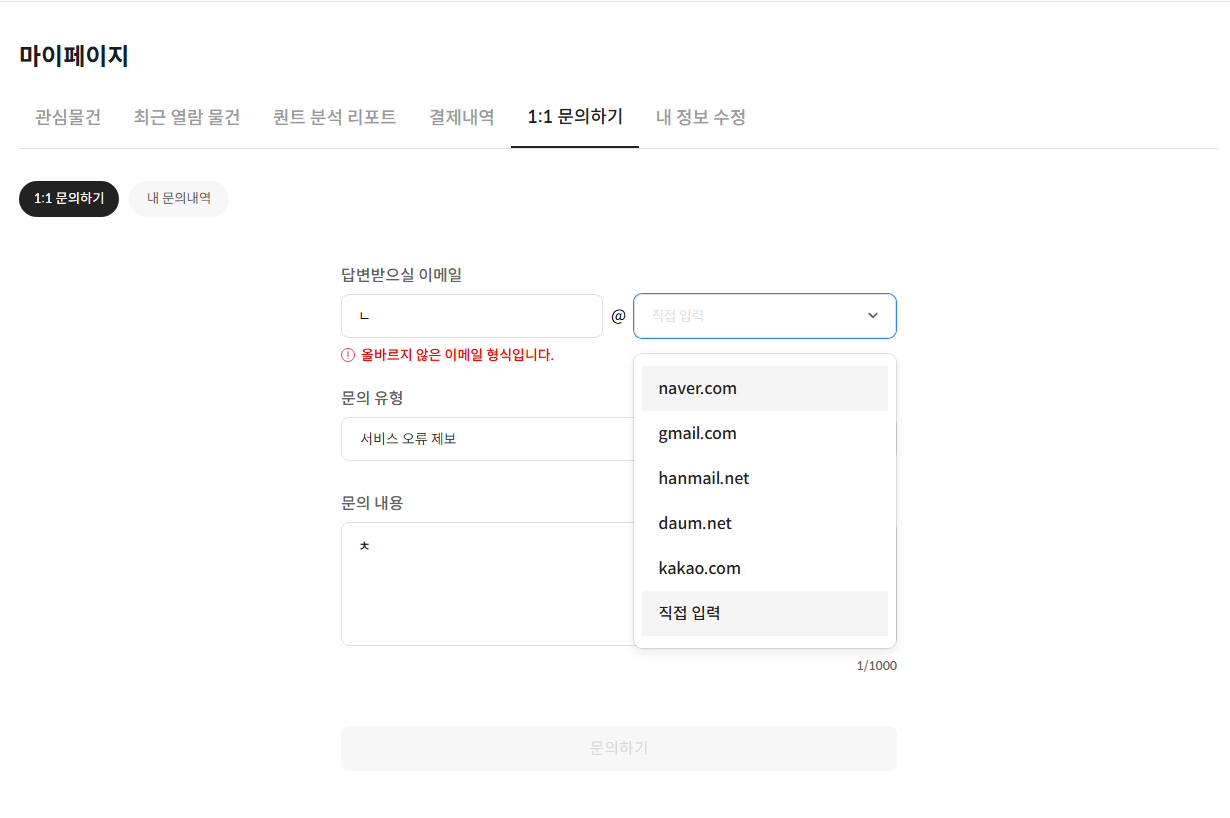 마이페이지
관심물건 최근 열람 물건 퀀트 분석 리포트 결제내역 1:1 문의하기 내 정보 수정
1:1 문의하기 내 문의내역
답변받으실 이메일
ㄴ @ 직접 입력
올바르지 않은 이메일 형식입니다.
naver.com
문의 유형
gmail.com
서비스 오류 제보
hanmail.net
문의 내용
daum.net
ㅊ
kakao.com
직접 입력
1/1000
문의하기